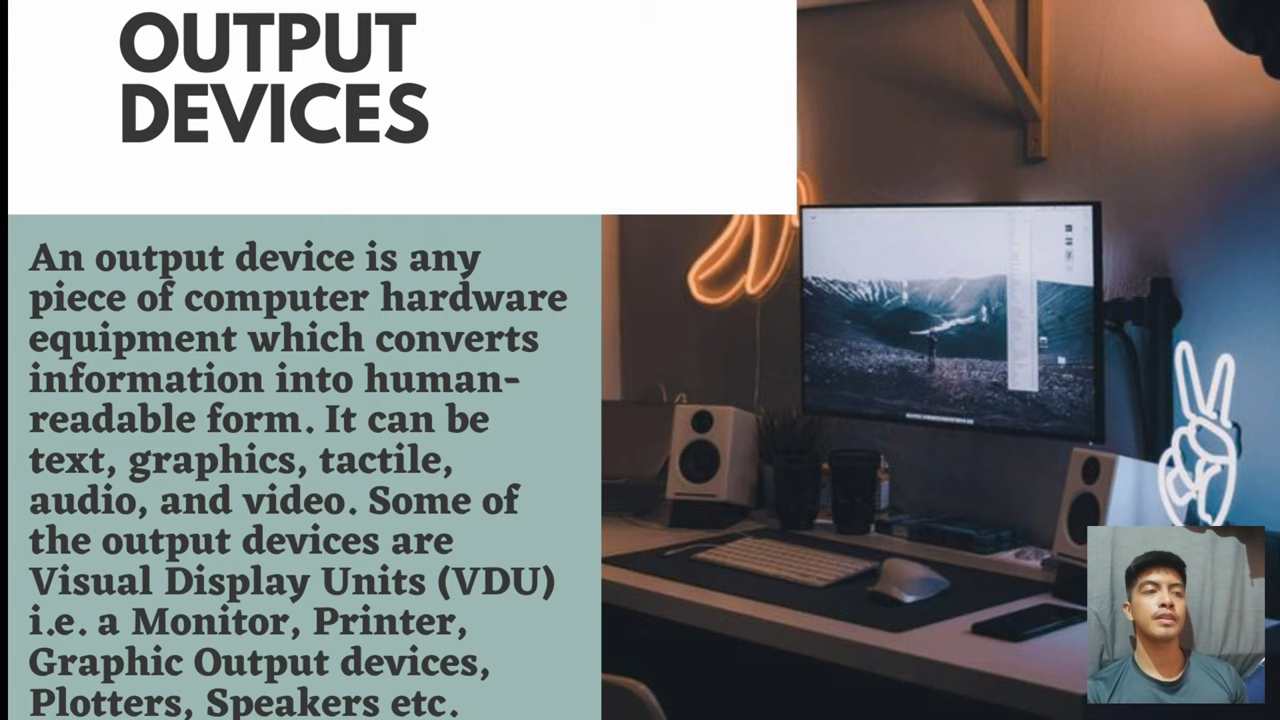 OUTPUT
DEVICES
An output device is any
piece of computer hardware
equipment which converts
information into human-
readable form. It can be
text, graphics, tactile,
audio, and video. Some of
the output devices are
Visual Display Units (VDU)
i.e. a Monitor, Printer,
Graphic Output devices,
Plotters, Speakers etc.